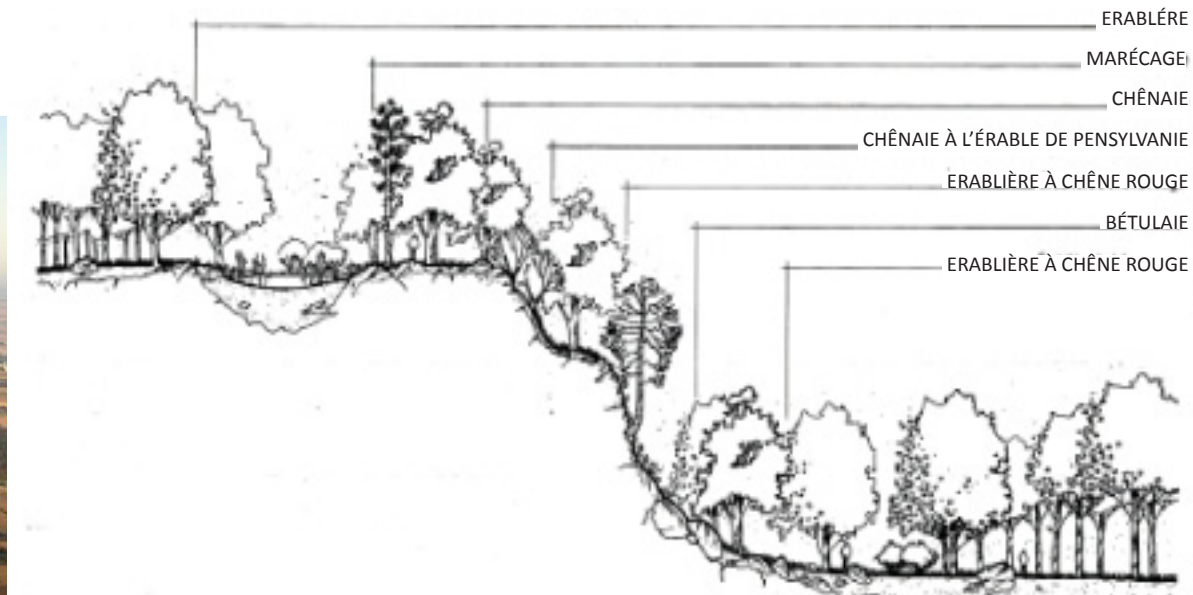 ERABLÉRE
MARÉCAGE
CHÊNAIE
CHÊNAIE À L'ÉRABLE DE PENSYLVANIE
ERABLIÈRE À CHÊNE ROUGE
BÉTULAIE
ERABLIÈRE À CHÊNE ROUGE